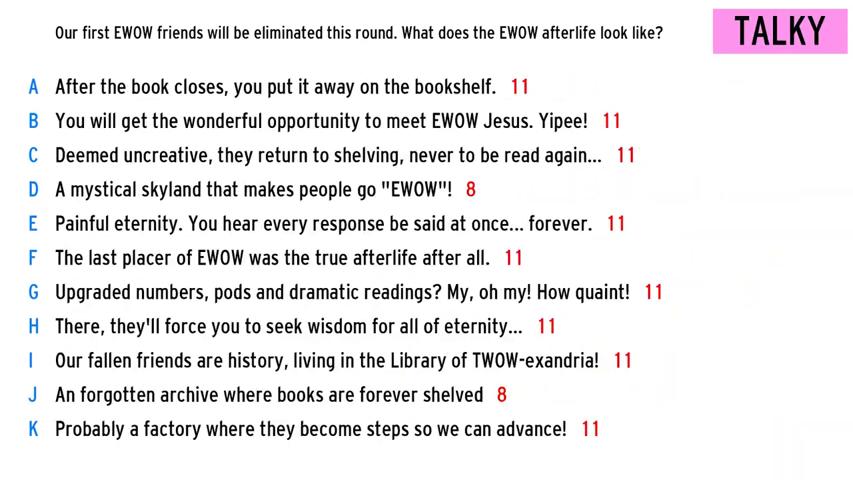 Our first EWOW friends will be eliminated this round. What does the EWOW afterlife look like?
TALKY
A After the book closes, you put it away on the bookshelf. 11
B You will get the wonderful opportunity to meet EWOW Jesus. Yipee! 11
C Deemed uncreative, they return to shelving, never to be read again... 11
D A mystical skyland that makes people go "EWOW"! 8
E Painful eternity. You hear every response be said at once... forever. 11
F The last placer of EWOW was the true afterlife after all. 11
G Upgraded numbers, pods and dramatic readings? My, oh my! How quaint! 11
H There, they'll force you to seek wisdom for all of eternity... 11
I Our fallen friends are history, living in the Library of TWOW-exandria! 11
J An forgotten archive where books are forever shelved 8
K Probably a factory where they become steps so we can advance! 11